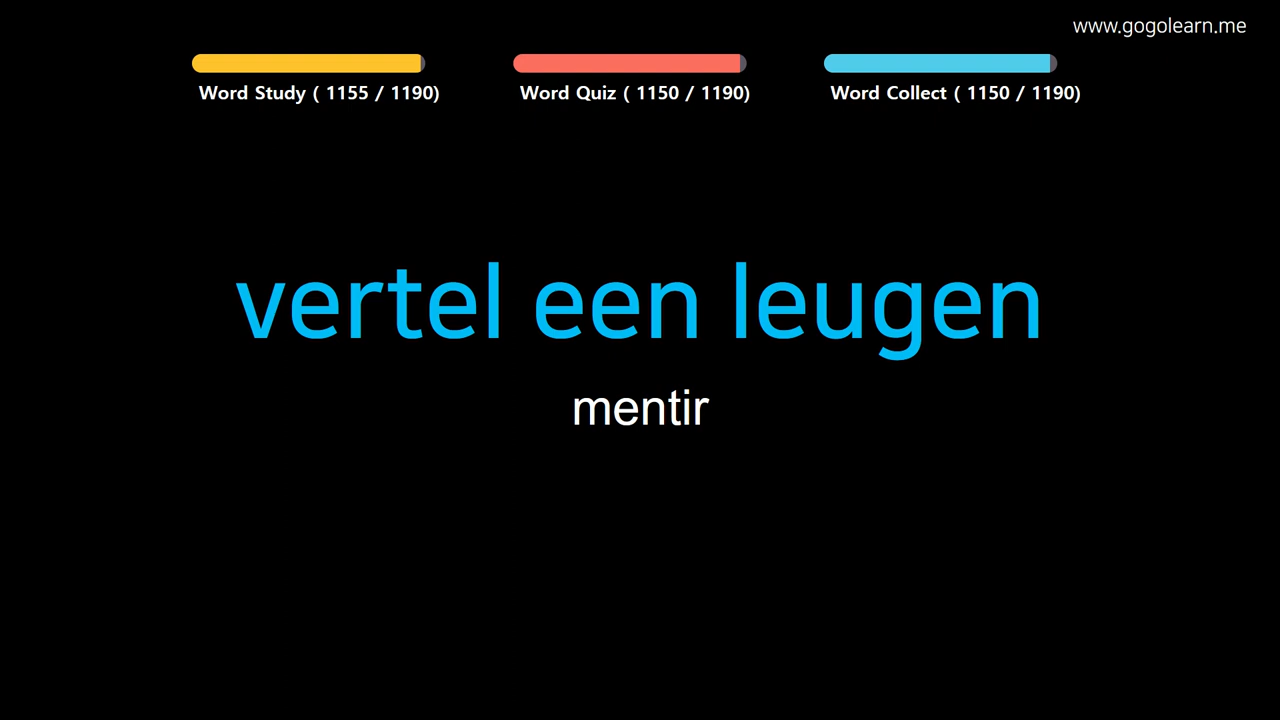 www.gogolearn.me
Word Study ( 1155 / 1190)
Word Quiz ( 1150 / 1190)
Word Collect ( 1150 / 1190)
vertel een leugen
mentir